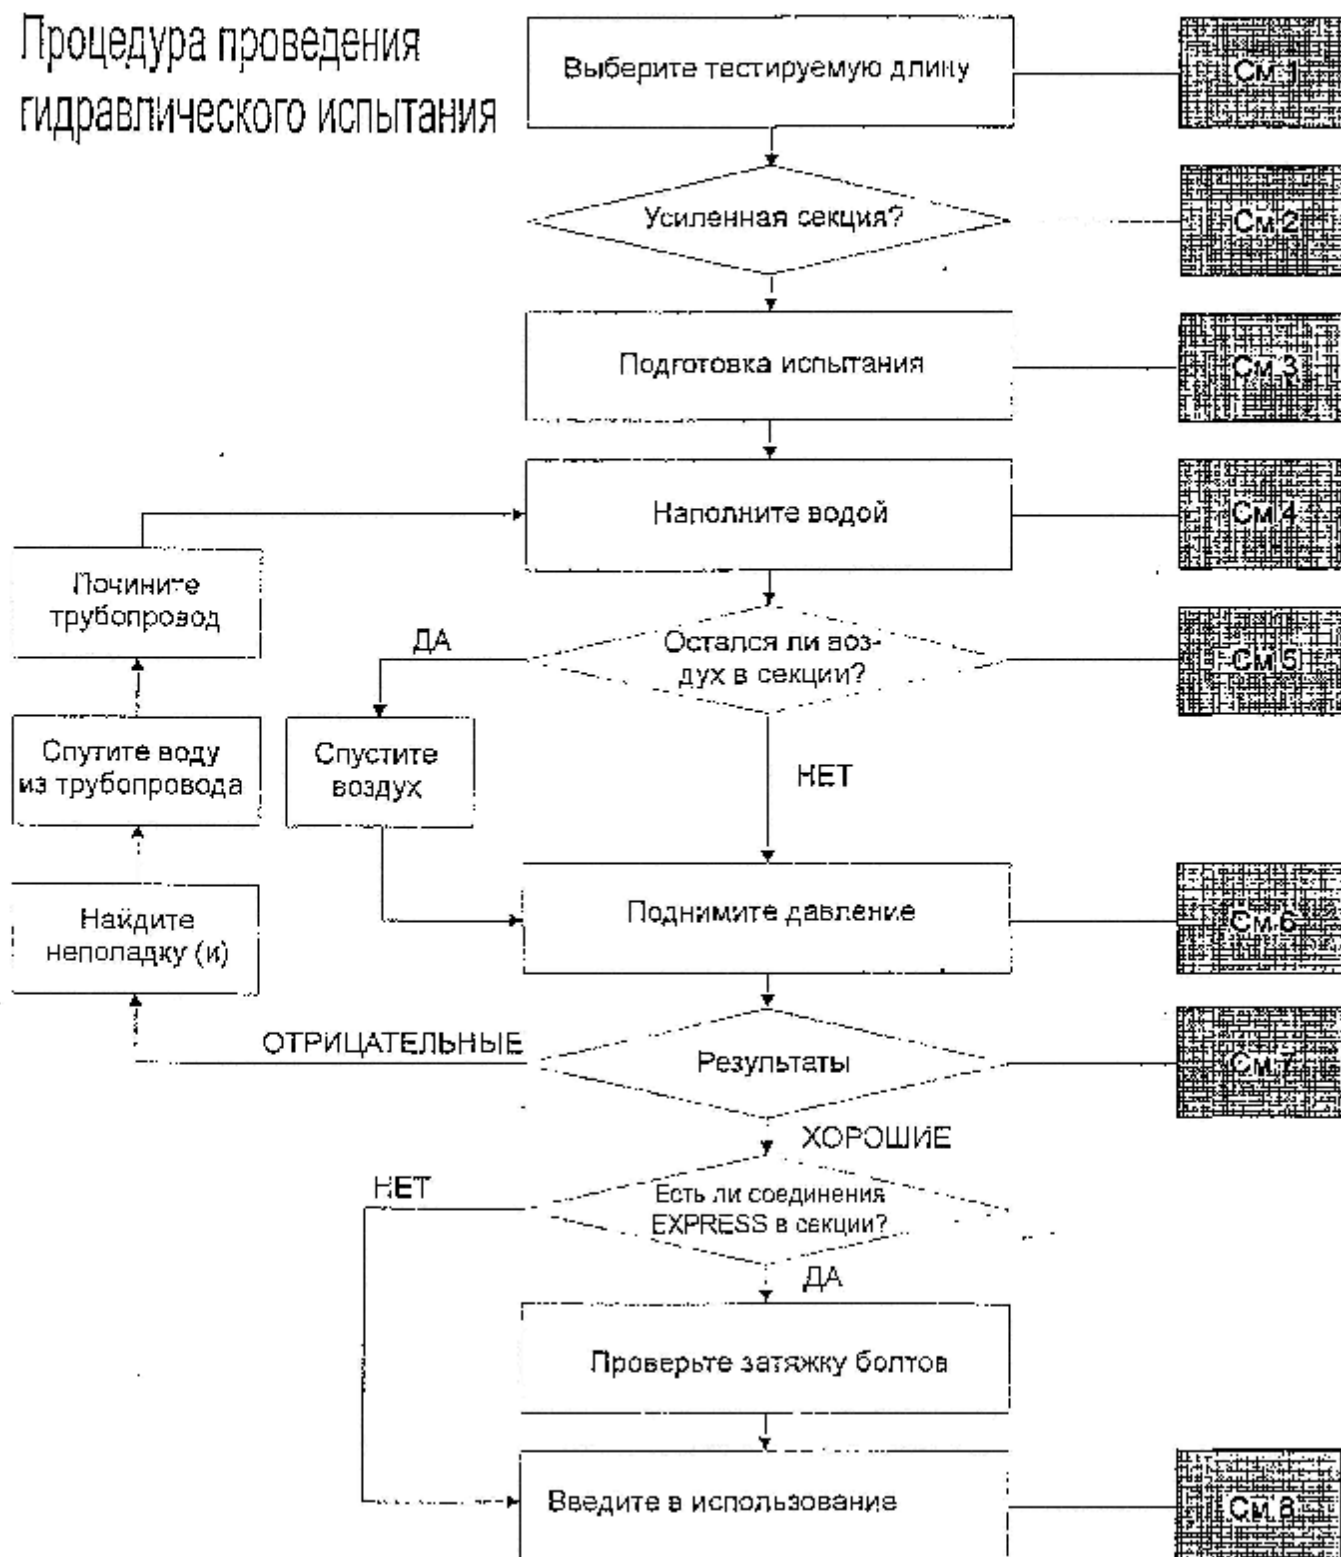 Процедура проведения
гидравлического испытания
Выберите тестируемую длину
См 1
Усиленная секция?
См 2
Подготовка испытания
См 3
Наполните водой
См 4
Почините
трубопровод
ДА
Остался ли воз-
дух в секции?
См 5
Спутите воду
из трубопровода
Спустите
воздух
НЕТ
Найдите
неполадку (и)
Поднимите давление
См 6
ОТРИЦАТЕЛЬНЫЕ
Результаты
См 7
ХОРОШИЕ
НЕТ
Есть ли соединения
EXPRESS в секции?
ДА
Проверьте затяжку болтов
Введите в использование
См 8